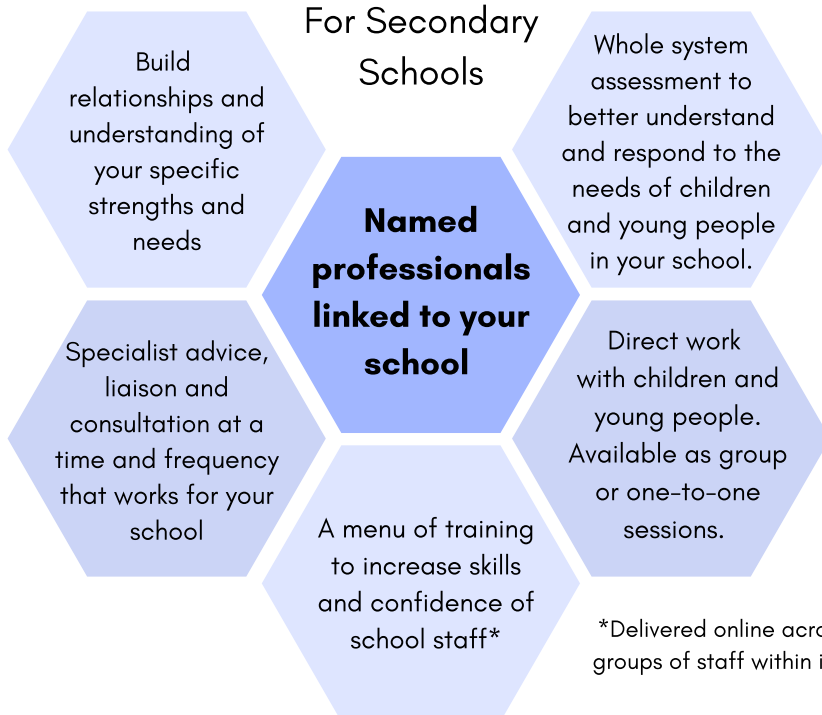 For Secondary
Schools
Build
relationships and
understanding of
your specific
strengths and
needs
Whole system
assessment to
better understand
and respond to the
needs of children
and young people
in your school.
Named
professionals
linked to your
school
Specialist advice,
liaison and
consultation at a
time and frequency
that works for your
school
Direct work
with children and
young people.
Available as group
or one-to-one
sessions.
A menu of training
to increase skills
and confidence of
school staff*
*Delivered online
groups of staff within